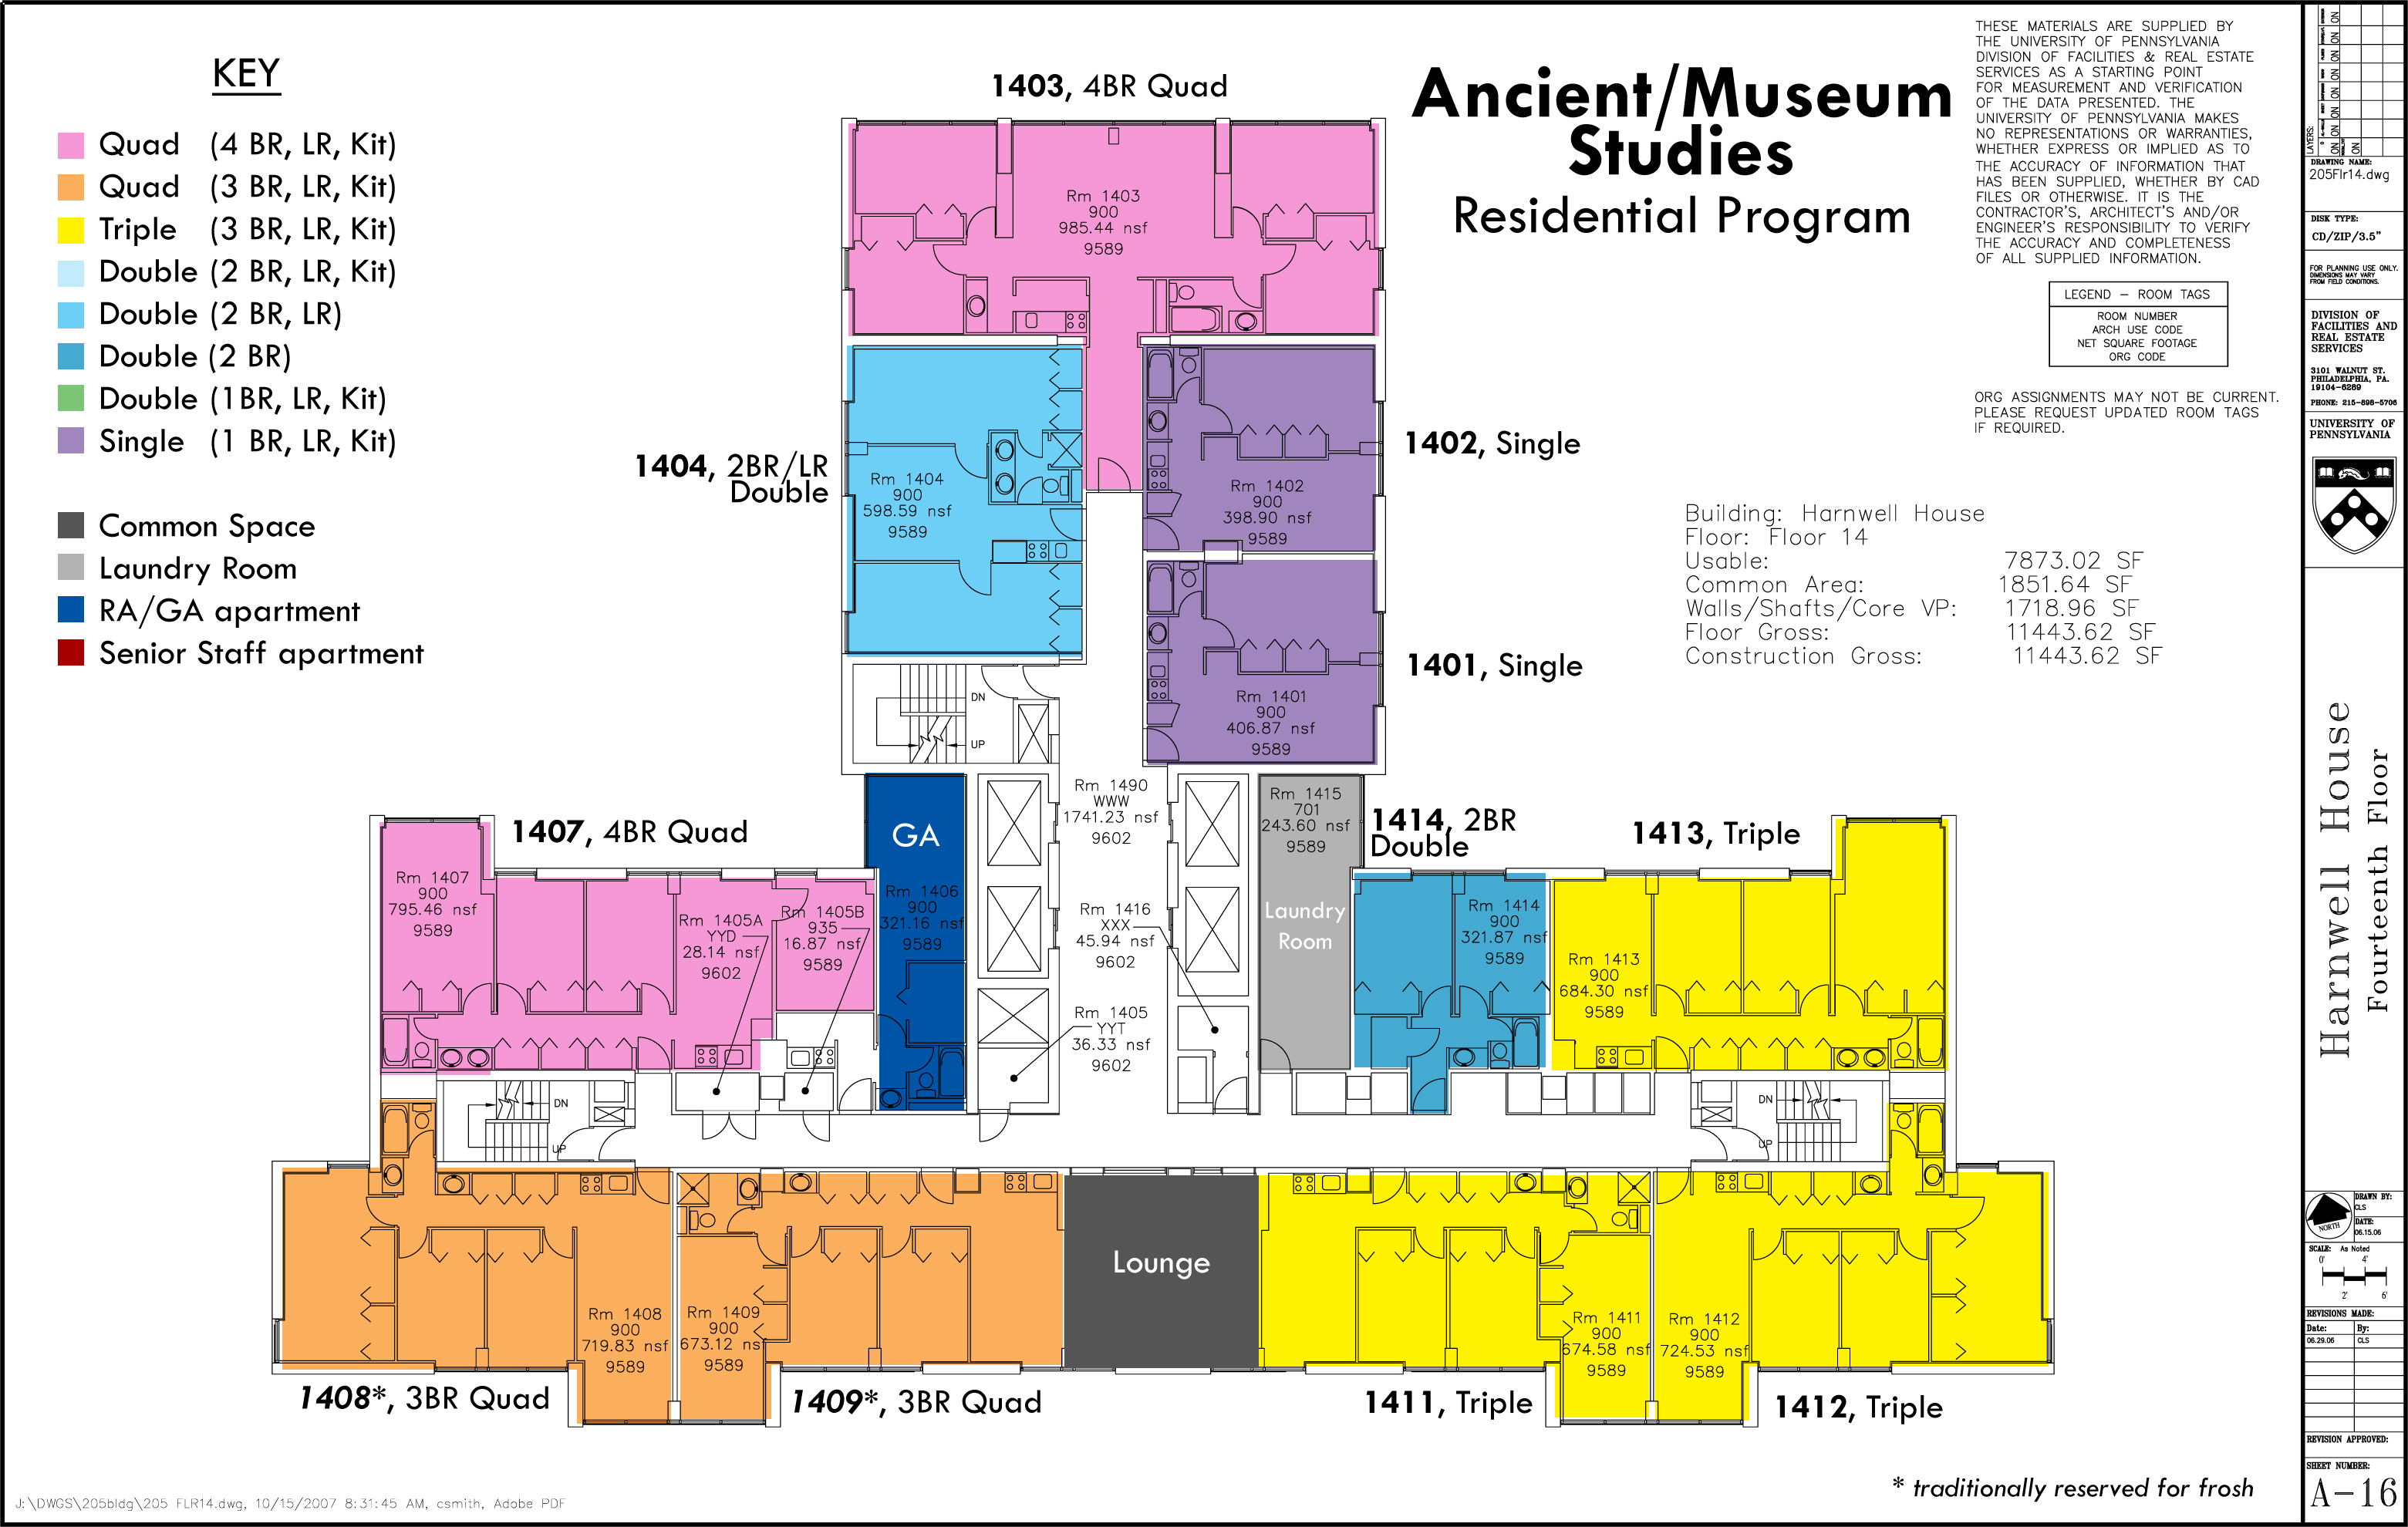 KEY
Quad (4 BR, LR, Kit)
Quad (3 BR, LR, Kit)
Triple (3 BR, LR, Kit)
Double (2 BR, LR, Kit)
Double (2 BR, LR)
Double (2 BR)
Double (1BR, LR, Kit)
Single (1 BR, LR, Kit)
Common Space
Laundry Room
RA/GA apartment
Senior Staff apartment
1403, 4BR Quad
Ancient/Museum
Studies
Residential Program
THESE MATERIALS ARE SUPPLIED BY
THE UNIVERSITY OF PENNSYLVANIA
DIVISION OF FACILITIES & REAL ESTATE
SERVICES AS A STARTING POINT
FOR MEASUREMENT AND VERIFICATION
OF THE DATA PRESENTED. THE
UNIVERSITY OF PENNSYLVANIA MAKES
NO REPRESENTATIONS OR WARRANTIES,
WHETHER EXPRESS OR IMPLIED AS TO
THE ACCURACY OF INFORMATION THAT
HAS BEEN SUPPLIED, WHETHER BY CAD
FILES OR OTHERWISE. IT IS THE
CONTRACTOR'S, ARCHITECT'S AND/OR
ENGINEER'S RESPONSIBILITY TO VERIFY
THE ACCURACY AND COMPLETENESS
OF ALL SUPPLIED INFORMATION.
LEGEND - ROOM TAGS
ROOM NUMBER
ARCH USE CODE
NET SQUARE FOOTAGE
ORG CODE
ORG ASSIGNMENTS MAY NOT BE CURRENT.
PLEASE REQUEST UPDATED ROOM TAGS
IF REQUIRED.
Building: Harnwell House
Floor: Floor 14
Usable: 7873.02 SF
Common Area: 1851.64 SF
Walls/Shafts/Core VP: 1718.96 SF
Floor Gross: 11443.62 SF
Construction Gross: 11443.62 SF
Rm 1403
900
985.44 nsf
9589
1404, 2BR/LR
Double
Rm 1404
900
598.59 nsf
9589
1402, Single
Rm 1402
900
398.90 nsf
9589
1401, Single
Rm 1401
900
406.87 nsf
9589
DN
UP
1407, 4BR Quad
Rm 1407
900
795.46 nsf
9589
Rm 1405A
YYD
28.14 nsf
9602
Rm 1405B
935
16.87 nsf
9589
GA
Rm 1406
900
321.16 nsf
9589
Rm 1490
WWW
1741.23 nsf
9602
Rm 1416
XXX
45.94 nsf
9602
Rm 1405
YYT
36.33 nsf
9602
Rm 1415
701
243.60 nsf
9589
Laundry
Room
1414, 2BR
Double
Rm 1414
900
321.87 nsf
9589
1413, Triple
Rm 1413
900
684.30 nsf
9589
DN
UP
DN
UP
Rm 1408
900
719.83 nsf
9589
Rm 1409
900
673.12 ns
9589
Lounge
Rm 1411
900
674.58 nsf
9589
Rm 1412
900
724.53 nsf
9589
1408*, 3BR Quad
1409*, 3BR Quad
1411, Triple
1412, Triple
* traditionally reserved for frosh
J:\DWGS\205bldg\205 FLR14.dwg, 10/15/2007 8:31:45 AM, csmith, Adobe PDF
LAYERS:
ON ON ON ON ON ON ON
ON
DRAWING NAME:
205Flr14.dwg
DISK TYPE:
CD/ZIP/3.5"
FOR PLANNING USE ONLY.
DIMENSIONS MAY VARY
FROM FIELD CONDITIONS.
DIVISION OF
FACILITIES AND
REAL ESTATE
SERVICES
3101 WALNUT ST.
PHILADELPHIA, PA.
19104-6289
PHONE: 215-898-5706
UNIVERSITY OF
PENNSYLVANIA
Harnwell House
Fourteenth Floor
NORTH
DRAWN BY:
CLS
DATE:
06.15.06
SCALE: As Noted
0' 4'
2' 6'
REVISIONS MADE:
Date: By:
06.29.06 CLS
REVISION APPROVED:
SHEET NUMBER:
A-16